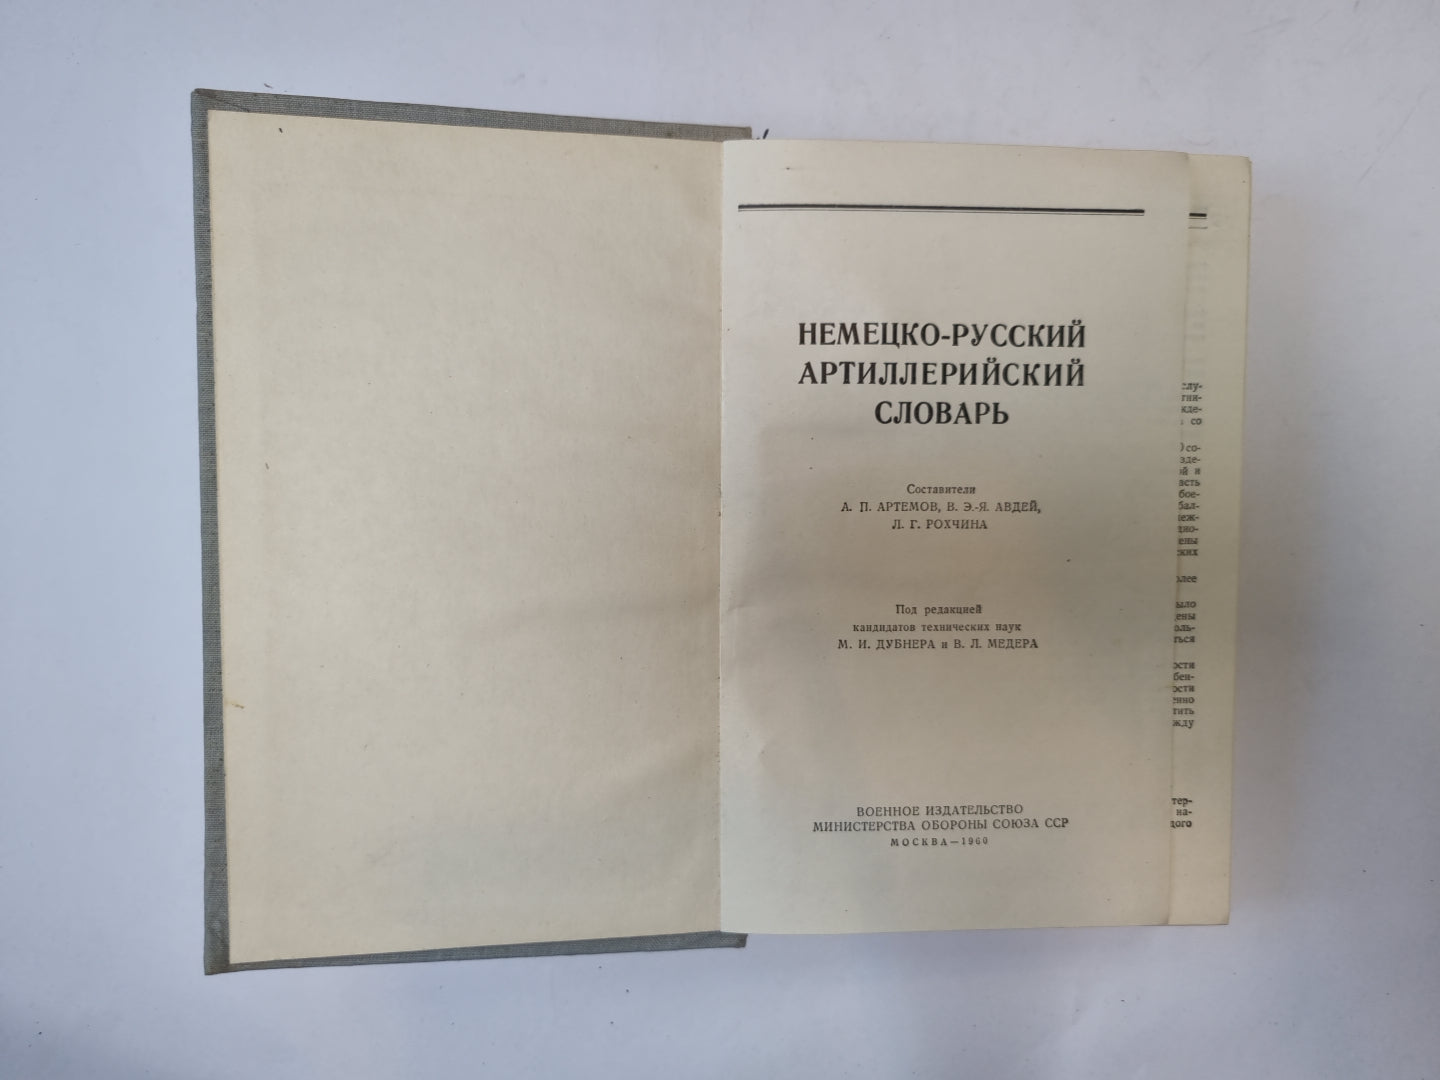 НЕМЕЦКО-РУССКИЙ
АРТИЛЛЕРИЙСКИЙ
СЛОВАРЬ
Составители
А. П. АРТЕМОВ, В. Э.-Я. АВДЕЙ,
Л. Г. РОХЧИНА
Под редакцией
кандидатов технических наук
М. И. ДУБНЕРА и В. Л. МЕДЕРА
ВОЕННОЕ ИЗДАТЕЛЬСТВО
МИНИСТЕРСТВА ОБОРОНЫ СОЮЗА ССР
МОСКВА—1960